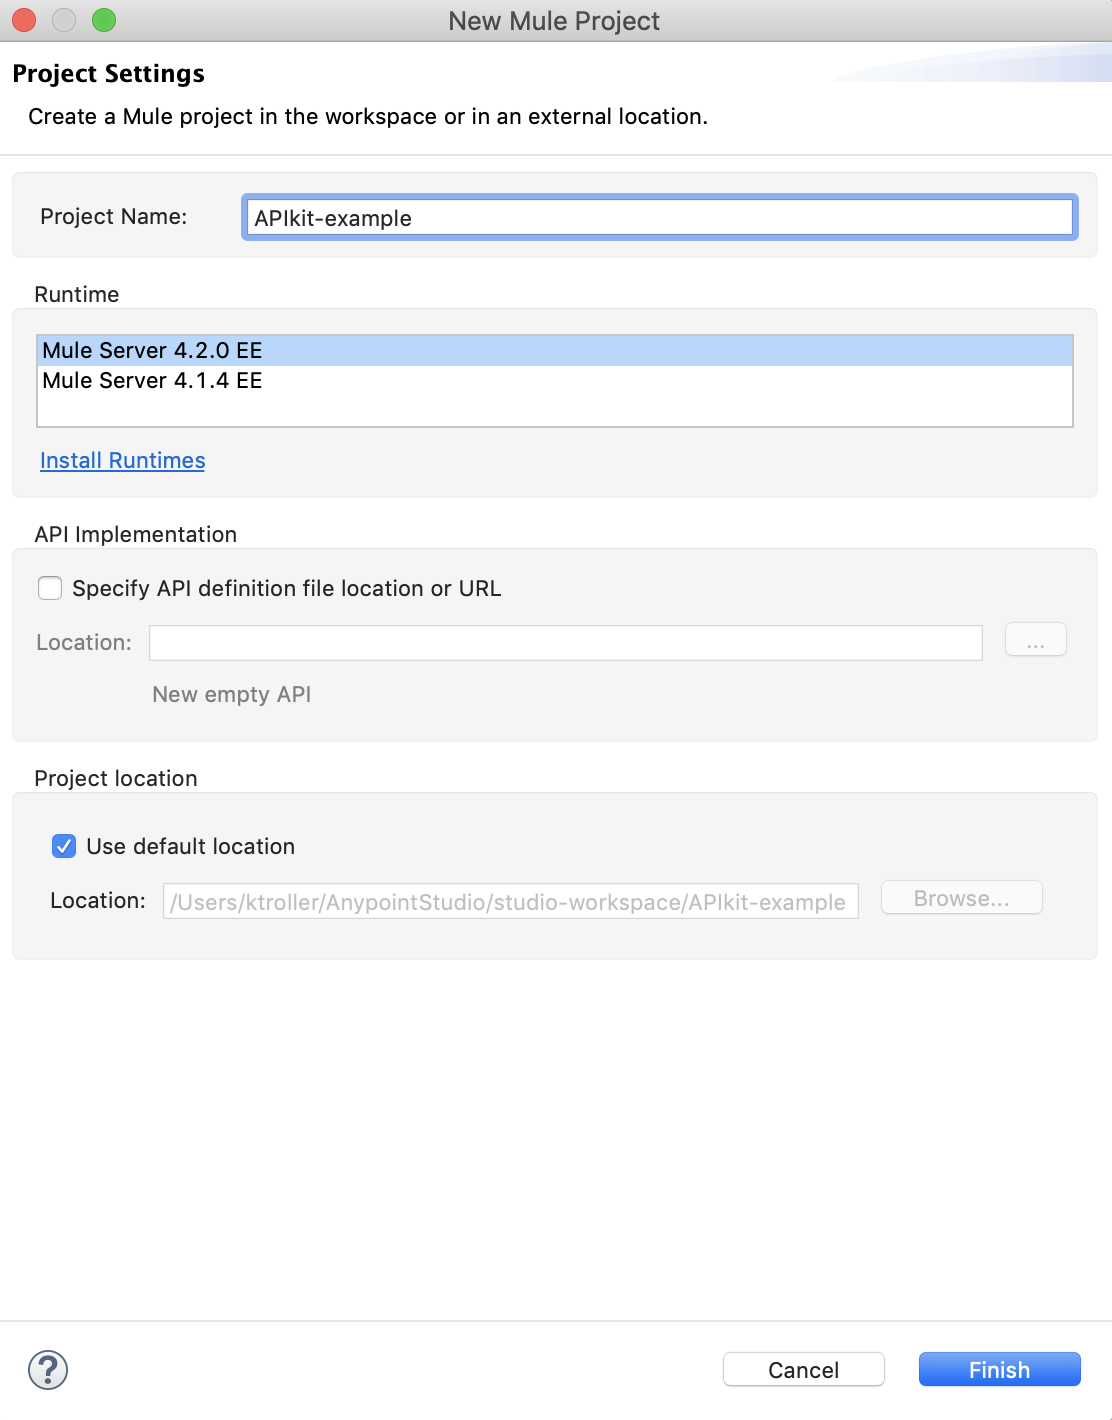 New Mule Project
Project Settings
Create a Mule project in the workspace or in an external location.
Project Name: APIkit-example
Runtime
Mule Server 4.2.0 EE
Mule Server 4.1.4 EE
Install Runtimes
API Implementation
Specify API definition file location or URL
Location: ...
New empty API
Project location
Use default location
Location: /Users/ktroller/AnypointStudio/studio-workspace/APIkit-example Browse...
? Cancel Finish